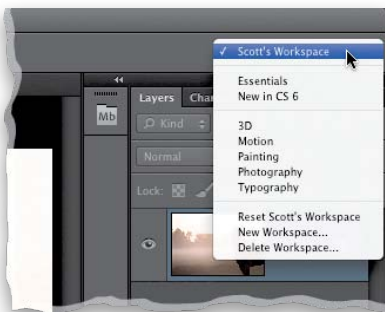 ✓ Scott's Workspace
Essentials
New in CS 6
3D
Motion
Painting
Photography
Typography
Reset Scott's Workspace
New Workspace...
Delete Workspace...
Mb
Layers Chan
Kind
Normal
Lock: